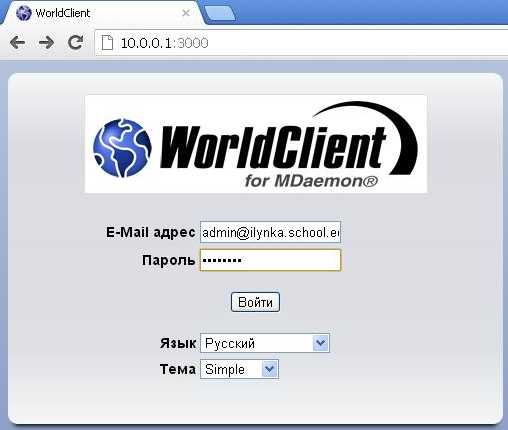 WorldClient
10.0.0.1:3000
WorldClient
for MDaemon®
E-Mail адрес admin@ilynka.school.e
Пароль ••••••••
Войти
Язык Русский
Тема Simple